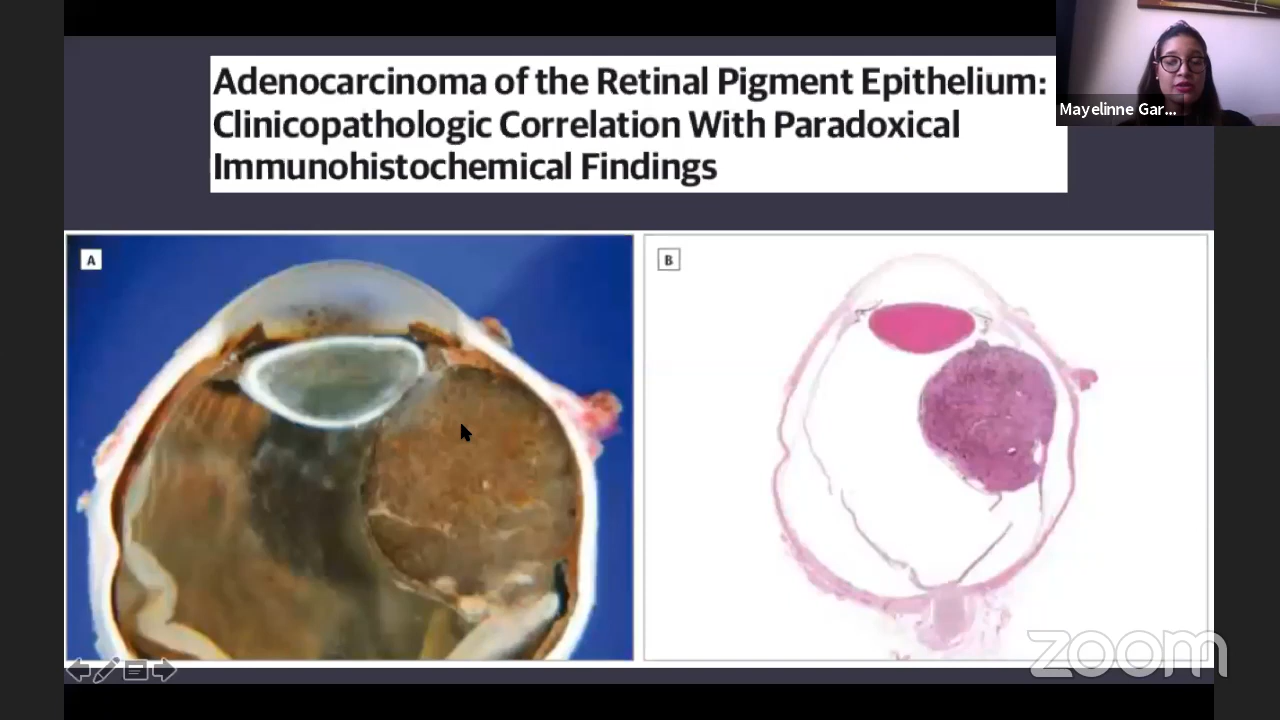 Adenocarcinoma of the Retinal Pigment Epithelium:
Clinicopathologic Correlation With Paradoxical
Immunohistochemical Findings
Mayelinne Gar...
A
B
zoom